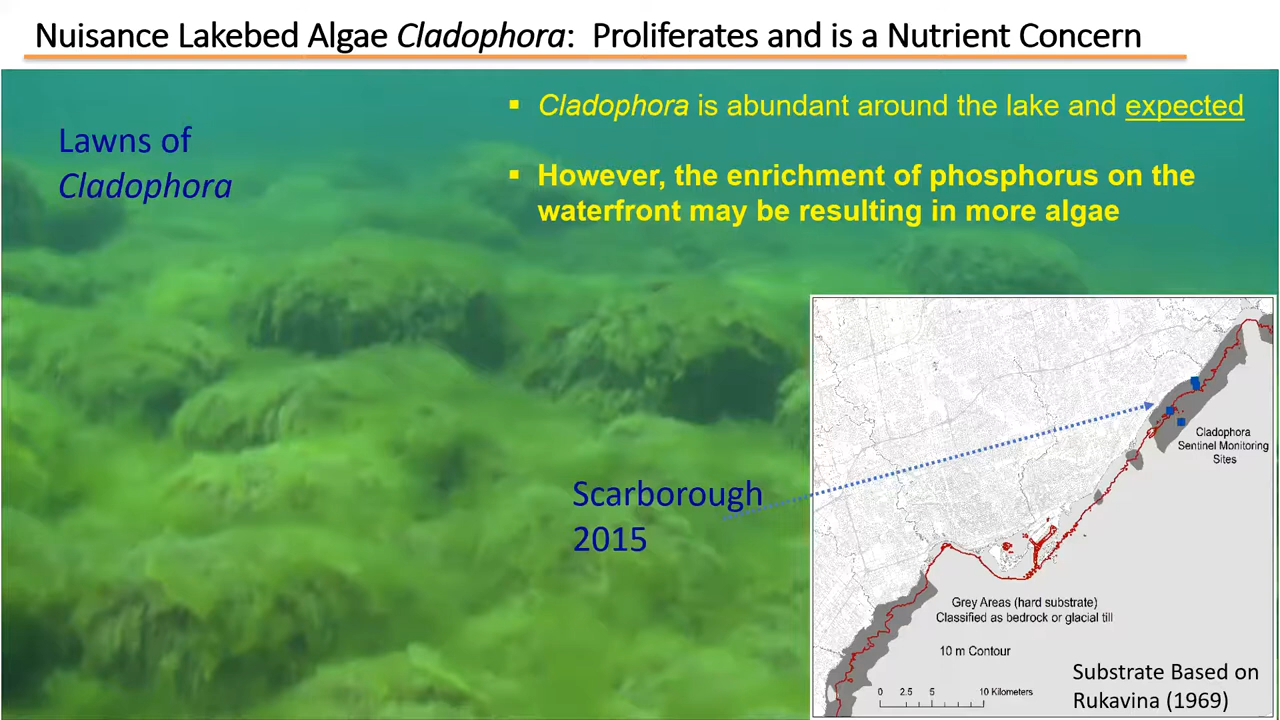 Nuisance Lakebed Algae Cladophora: Proliferates and is a Nutrient Concern
Lawns of
Cladophora
▪ Cladophora is abundant around the lake and expected
▪ However, the enrichment of phosphorus on the
waterfront may be resulting in more algae
Scarborough
2015
Cladophora
Sentinel Monitoring
Sites
Grey Areas (hard substrate)
Classified as bedrock or glacial till
10 m Contour
0 2.5 5 10 Kilometers
Substrate Based on
Rukavina (1969)